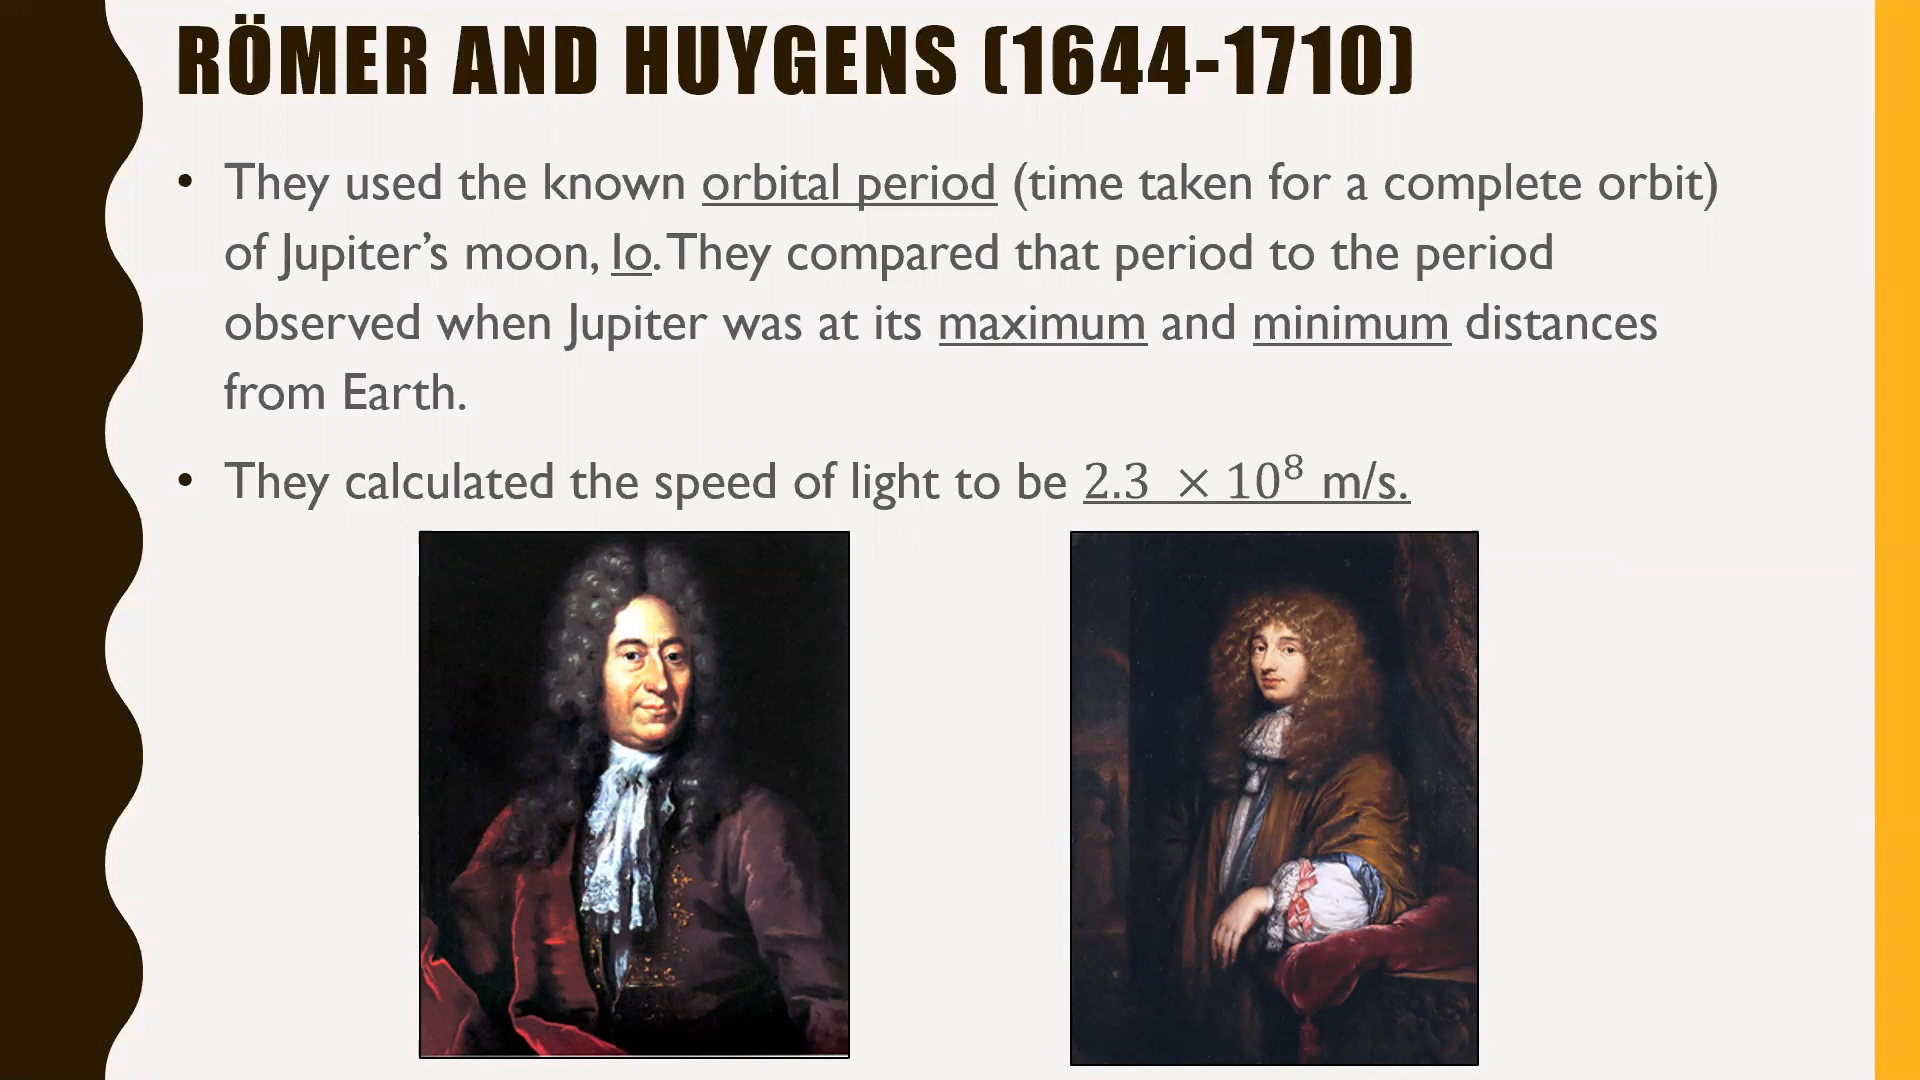 RÖMER AND HUYGENS (1644-1710)
• They used the known orbital period (time taken for a complete orbit)
of Jupiter’s moon, Io. They compared that period to the period
observed when Jupiter was at its maximum and minimum distances
from Earth.
• They calculated the speed of light to be 2.3 × 10⁸ m/s.